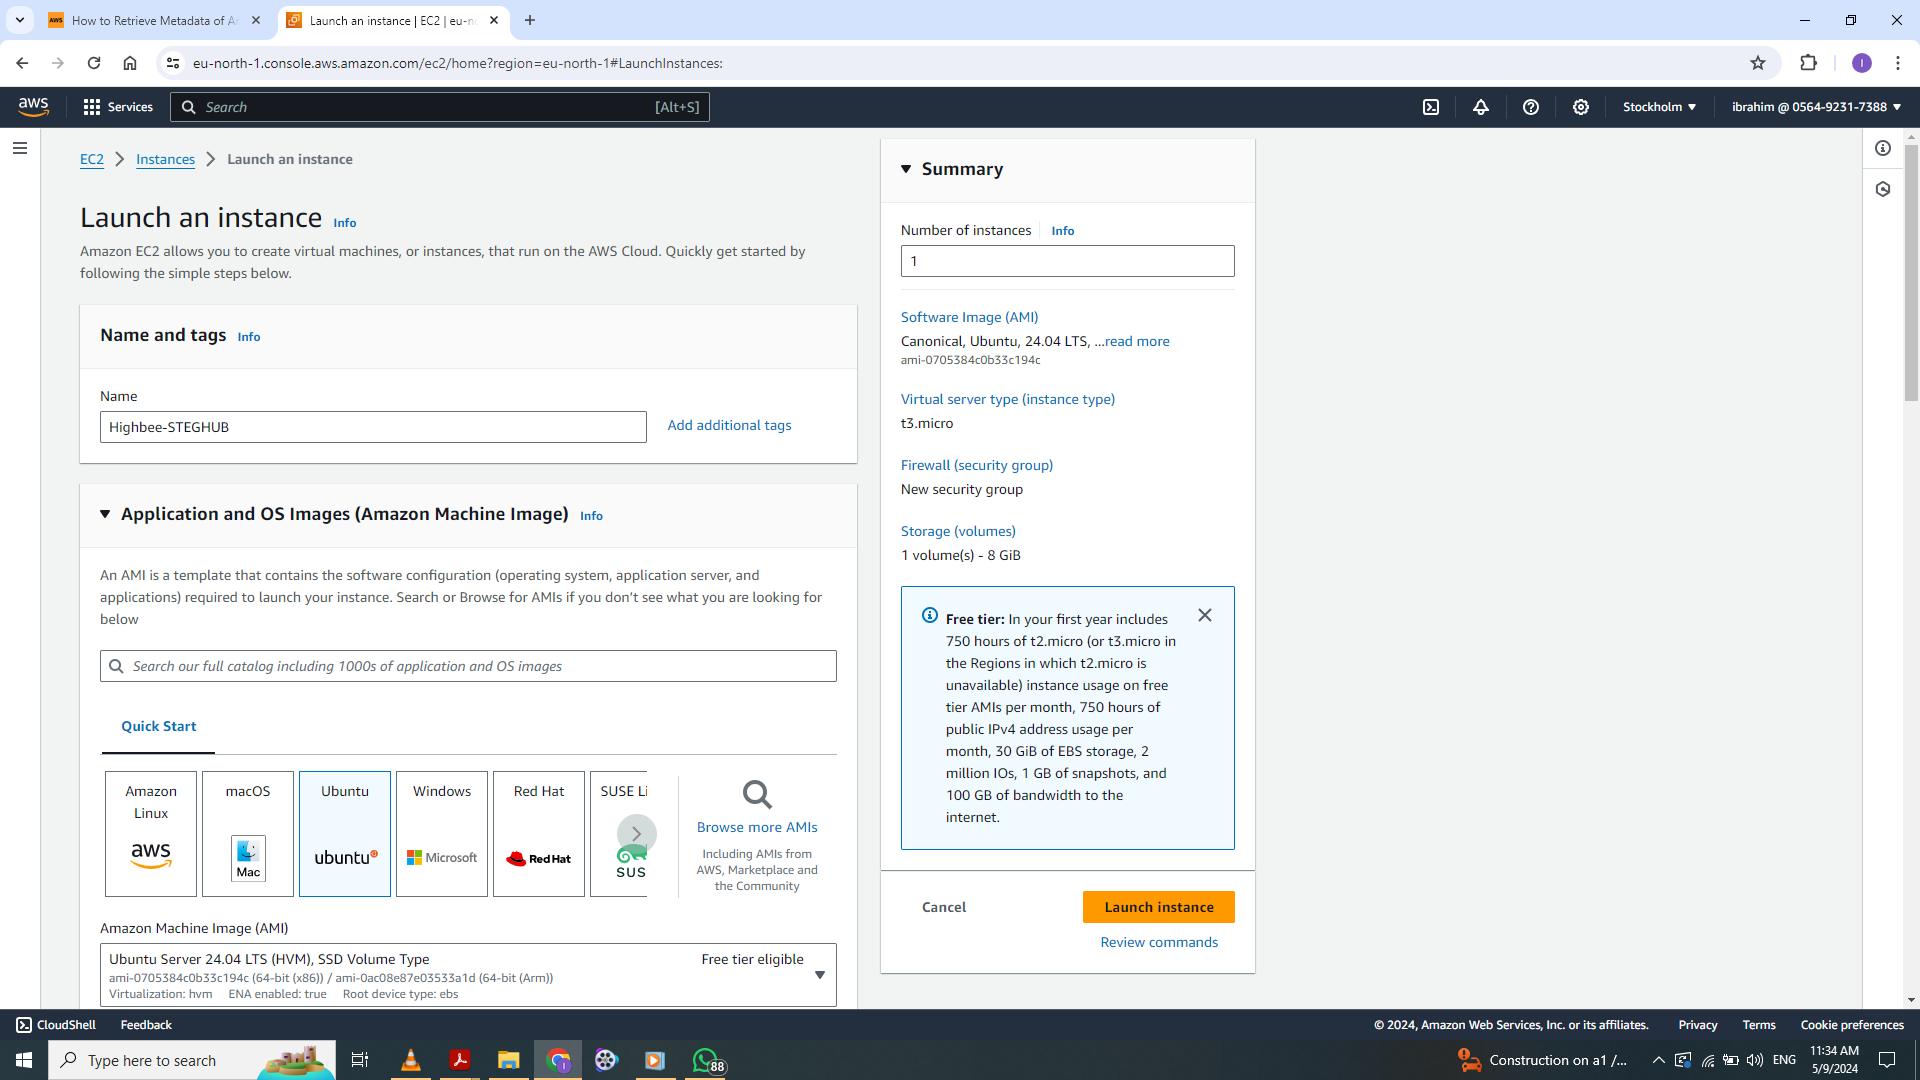 How to Retrieve Metadata of A
Launch an instance | EC2 | eu-n
eu-north-1.console.aws.amazon.com/ec2/home?region=eu-north-1#LaunchInstances:
I
aws
Services
Search
[Alt+S]
Stockholm
ibrahim @ 0564-9231-7388
EC2
Instances
Launch an instance
Launch an instance
Info
Amazon EC2 allows you to create virtual machines, or instances, that run on the AWS Cloud. Quickly get started by
following the simple steps below.
Name and tags
Info
Name
Highbee-STEGHUB
Add additional tags
Application and OS Images (Amazon Machine Image)
Info
An AMI is a template that contains the software configuration (operating system, application server, and
applications) required to launch your instance. Search or Browse for AMIs if you don’t see what you are looking for
below
Search our full catalog including 1000s of application and OS images
Quick Start
Amazon
Linux
aws
macOS
Mac
Ubuntu
ubuntu
Windows
Microsoft
Red Hat
Red Hat
SUSE Li
SUS
Browse more AMIs
Including AMIs from
AWS, Marketplace and
the Community
Amazon Machine Image (AMI)
Ubuntu Server 24.04 LTS (HVM), SSD Volume Type
Free tier eligible
ami-0705384c0b33c194c (64-bit (x86)) / ami-0ac08e87e03533a1d (64-bit (Arm))
Virtualization: hvm
ENA enabled: true
Root device type: ebs
Summary
Number of instances
Info
1
Software Image (AMI)
Canonical, Ubuntu, 24.04 LTS, ...read more
ami-0705384c0b33c194c
Virtual server type (instance type)
t3.micro
Firewall (security group)
New security group
Storage (volumes)
1 volume(s) - 8 GiB
Free tier: In your first year includes
750 hours of t2.micro (or t3.micro in
the Regions in which t2.micro is
unavailable) instance usage on free
tier AMIs per month, 750 hours of
public IPv4 address usage per
month, 30 GiB of EBS storage, 2
million IOs, 1 GB of snapshots, and
100 GB of bandwidth to the
internet.
Cancel
Launch instance
Review commands
CloudShell
Feedback
© 2024, Amazon Web Services, Inc. or its affiliates.
Privacy
Terms
Cookie preferences
Type here to search
88
Construction on a1 /...
ENG
11:34 AM
5/9/2024